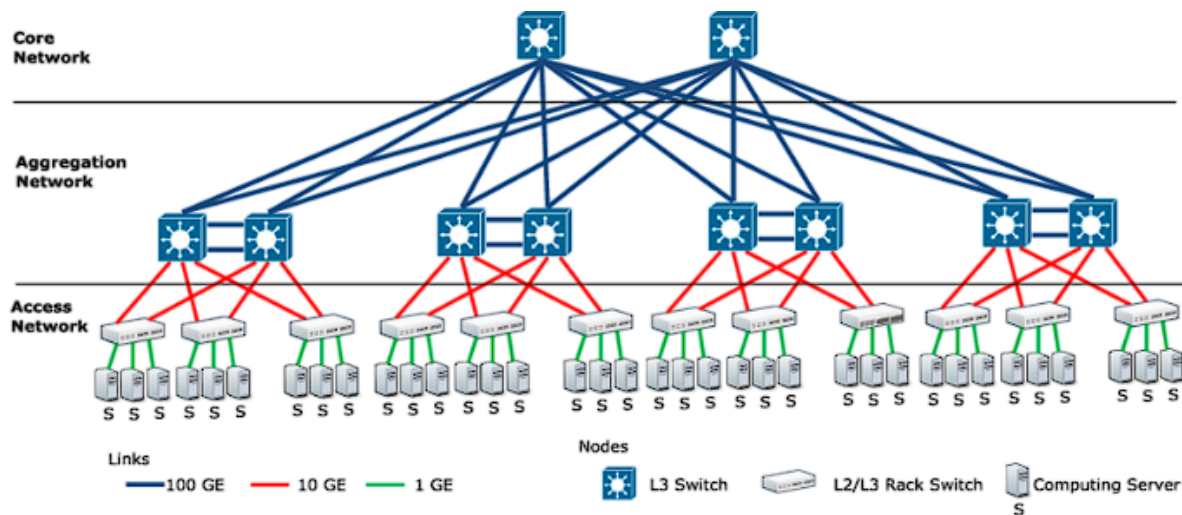 Core
Network
Aggregation
Network
Access
Network
S S S S S S S S S S S S S S S S S S S S S S S S S S S S S S S S S S S S
Links
100 GE
10 GE
1 GE
Nodes
L3 Switch
L2/L3 Rack Switch
Computing Server
S